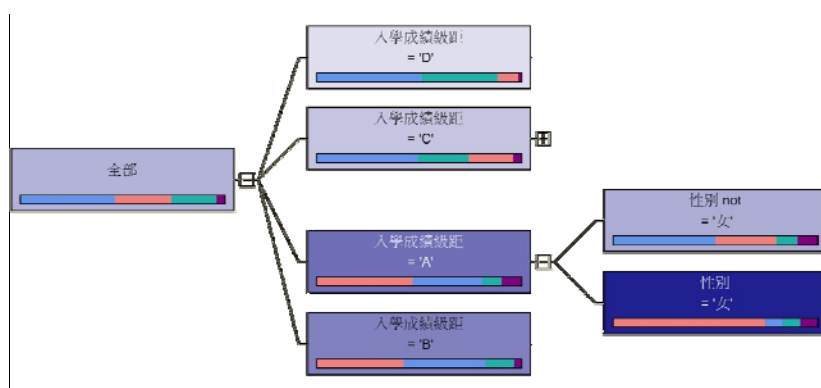 入學成績級距
= 'D'
入學成績級距
= 'C'
全部
性別 not
= '女'
入學成績級距
= 'A'
性別
= '女'
入學成績級距
= 'B'